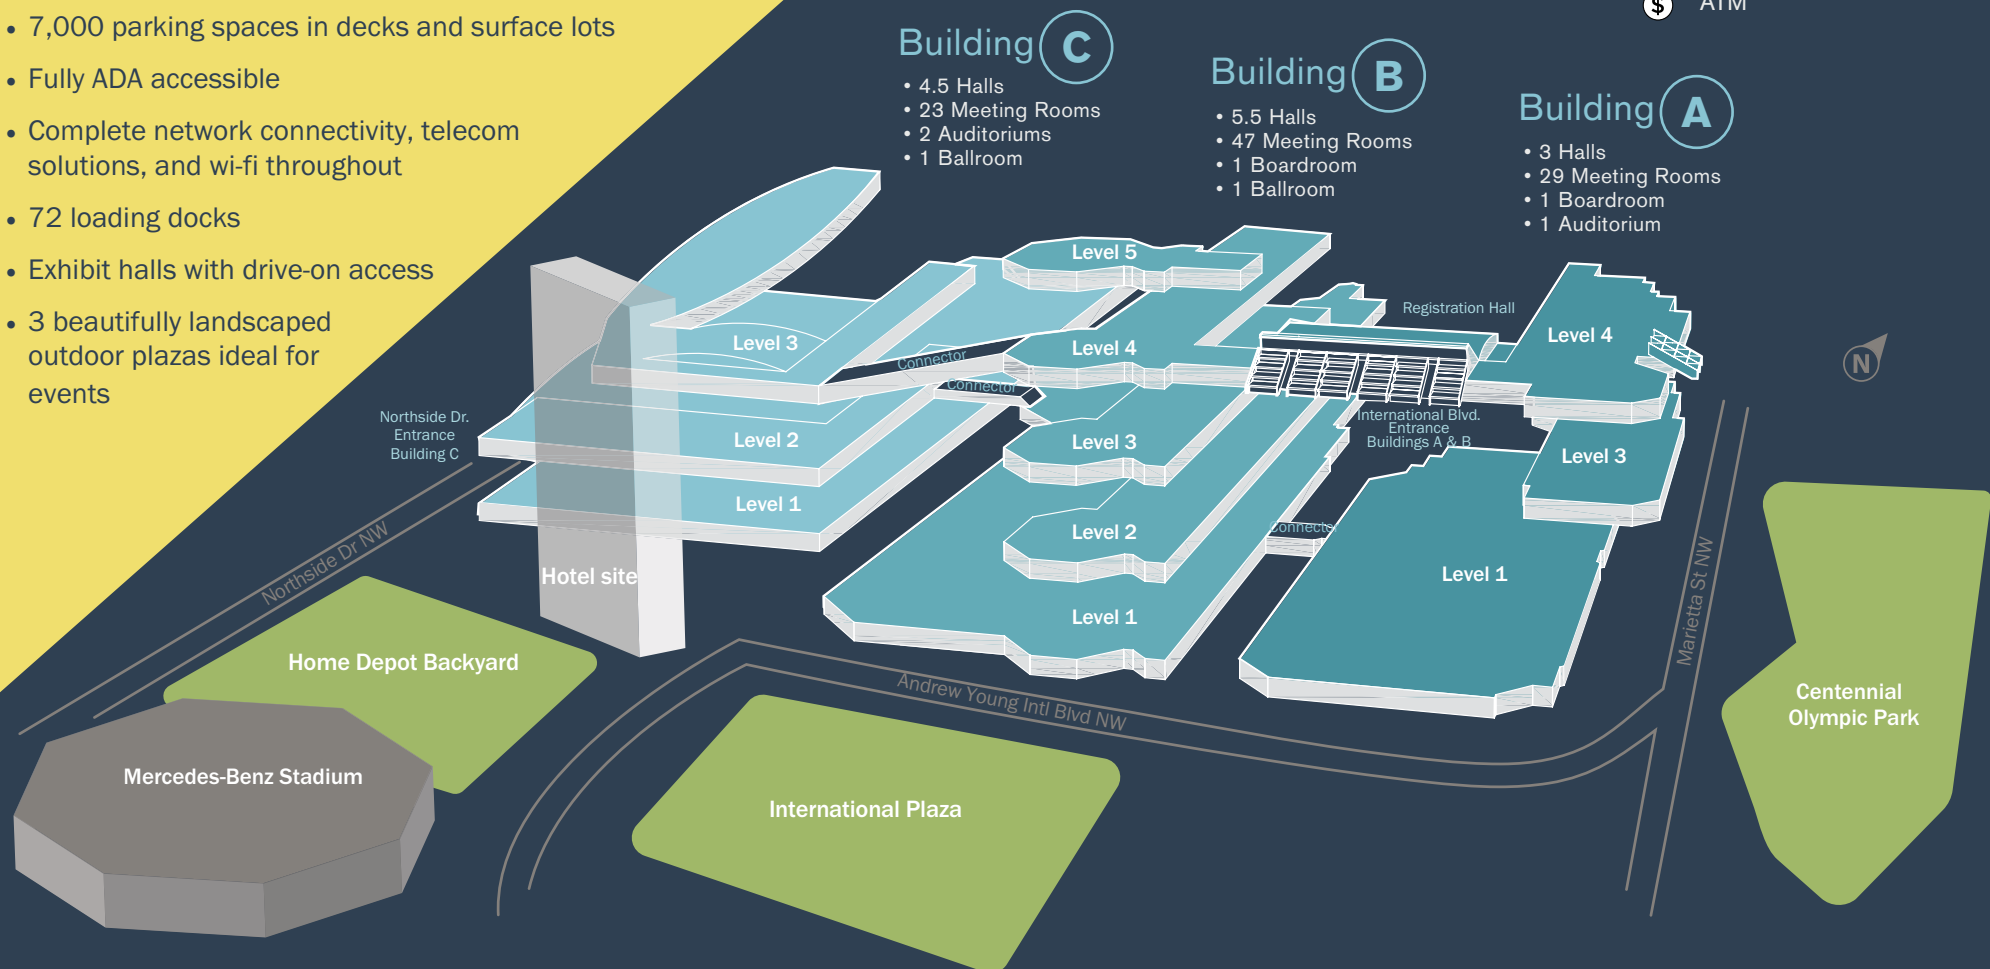 • 7,000 parking spaces in decks and surface lots
• Fully ADA accessible
• Complete network connectivity, telecom
solutions, and wi-fi throughout
• 72 loading docks
• Exhibit halls with drive-on access
• 3 beautifully landscaped
outdoor plazas ideal for
events
$ ATM
Building C
• 4.5 Halls
• 23 Meeting Rooms
• 2 Auditoriums
• 1 Ballroom
Building B
• 5.5 Halls
• 47 Meeting Rooms
• 1 Boardroom
• 1 Ballroom
Building A
• 3 Halls
• 29 Meeting Rooms
• 1 Boardroom
• 1 Auditorium
Level 3
Level 2
Level 1
Connector
Connector
Level 5
Level 4
Level 3
Level 2
Level 1
Registration Hall
International Blvd.
Entrance
Buildings A & B
Connector
Level 4
Level 3
Level 1
N
Northside Dr.
Entrance
Building C
Northside Dr NW
Hotel site
Home Depot Backyard
Mercedes-Benz Stadium
Andrew Young Intl Blvd NW
International Plaza
Marietta St NW
Centennial
Olympic Park